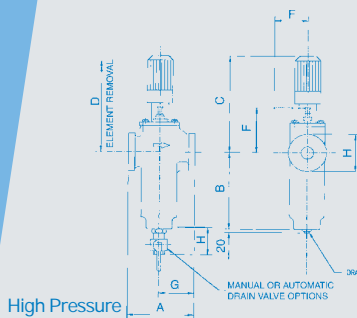 F
D
ELEMENT REMOVAL
C
F
H
B
H
20
G
A
MANUAL OR AUTOMATIC
DRAIN VALVE OPTIONS
High Pressure